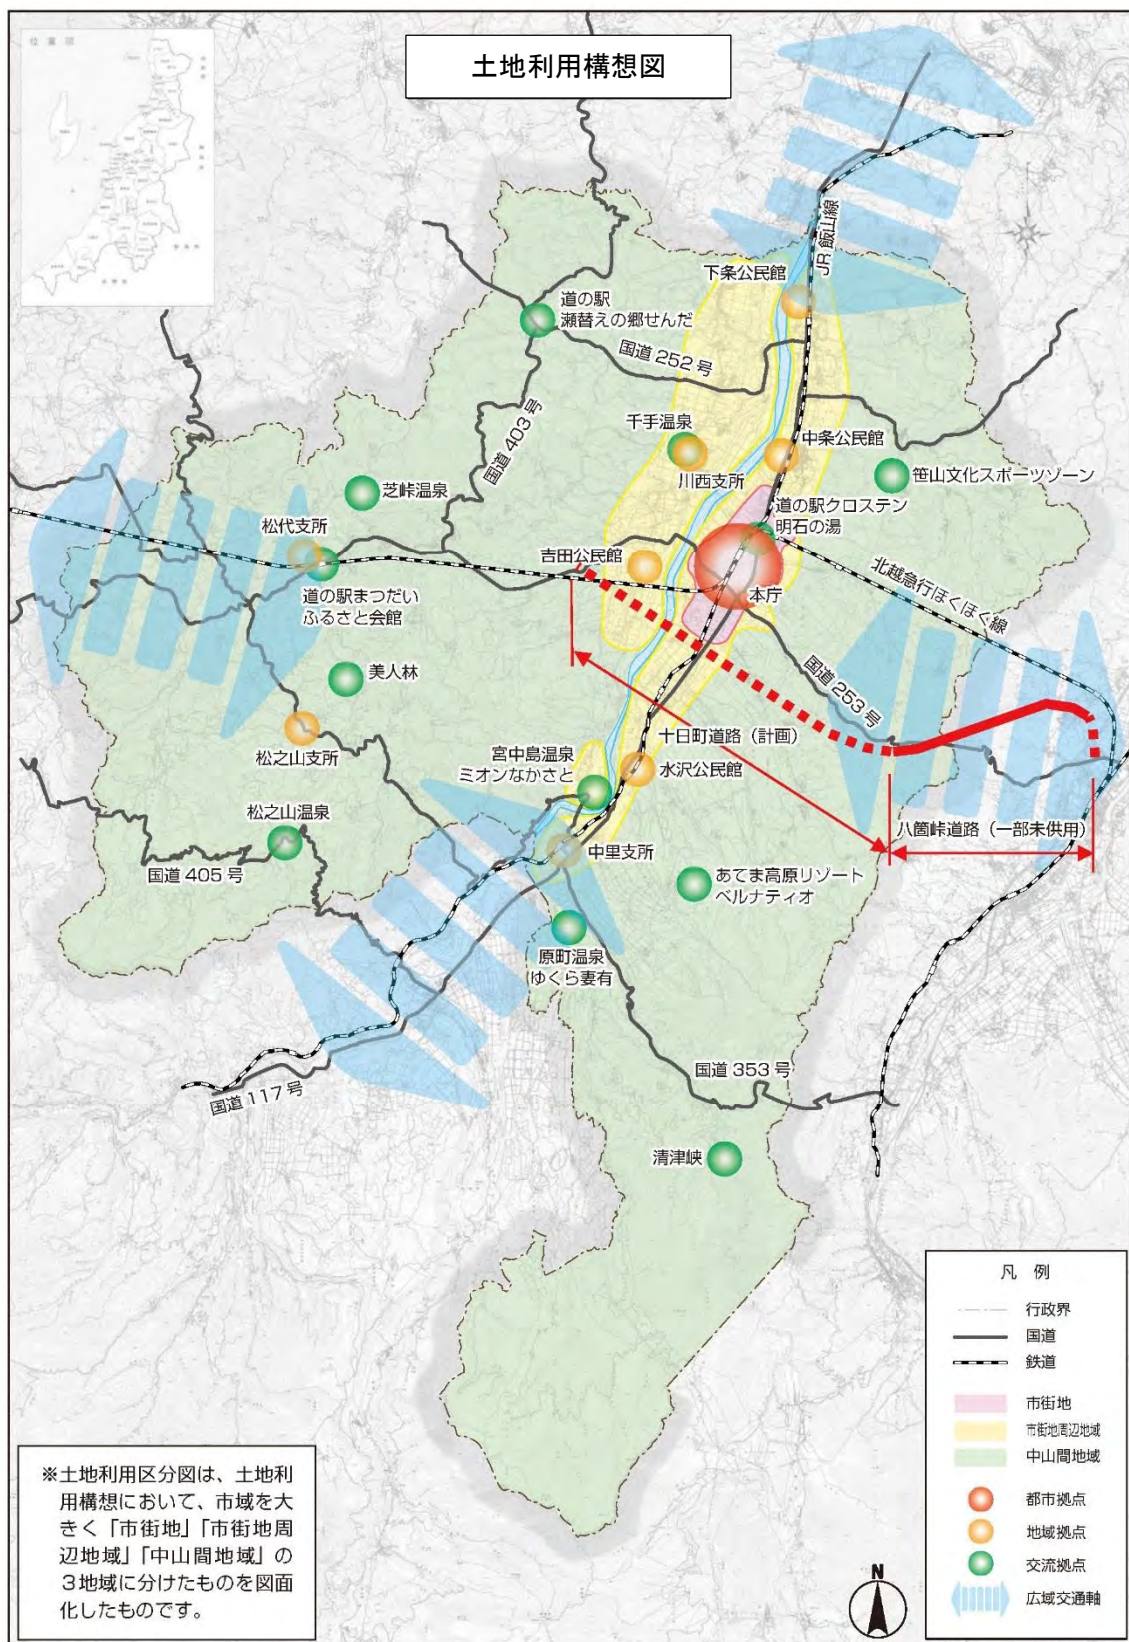 位置図
土地利用構想図
JR飯山線
下条公民館
道の駅
瀬替えの郷せんだ
国道252号
国道403号
千手温泉
川西支所
中条公民館
笹山文化スポーツゾーン
芝峠温泉
松代支所
道の駅まつだい
ふるさと会館
吉田公民館
道の駅クロステン
明石の湯
本庁
北越急行ほくほく線
国道253号
美人林
松之山支所
十日町道路(計画)
宮中島温泉
ミオンなかさと
水沢公民館
松之山温泉
国道405号
中里支所
八箇峠道路(一部未供用)
あてま高原リゾート
ベルナティオ
原町温泉
ゆくら妻有
国道353号
国道117号
清津峡
凡 例
行政界
国道
鉄道
市街地
市街地周辺地域
中山間地域
都市拠点
地域拠点
交流拠点
広域交通軸
※土地利用区分図は、土地利
用構想において、市域を大
きく「市街地」「市街地周
辺地域」「中山間地域」の
3地域に分けたものを図面
化したものです。
N